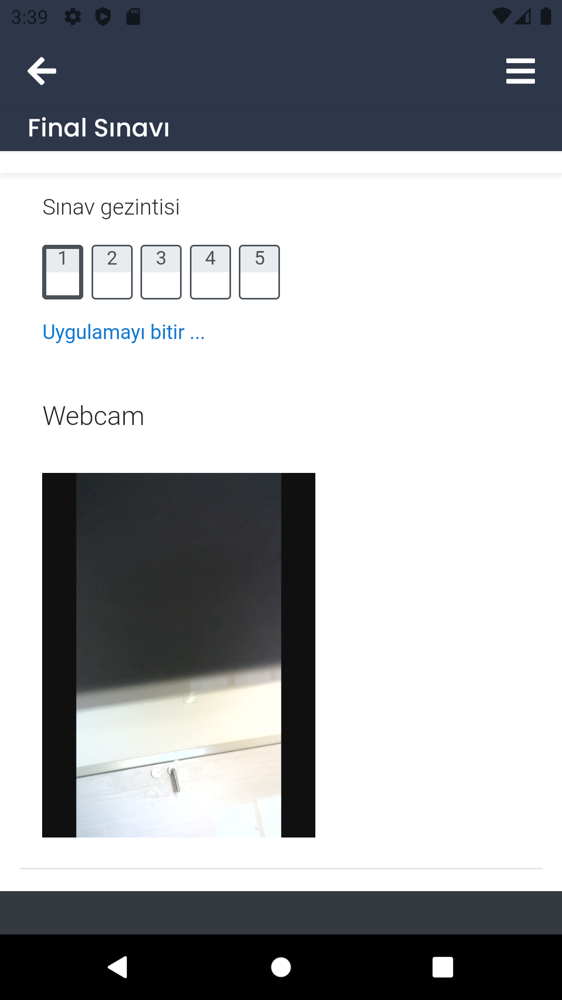 3:39
Final Sınavı
Sınav gezintisi
1 2 3 4 5
Uygulamayı bitir ...
Webcam